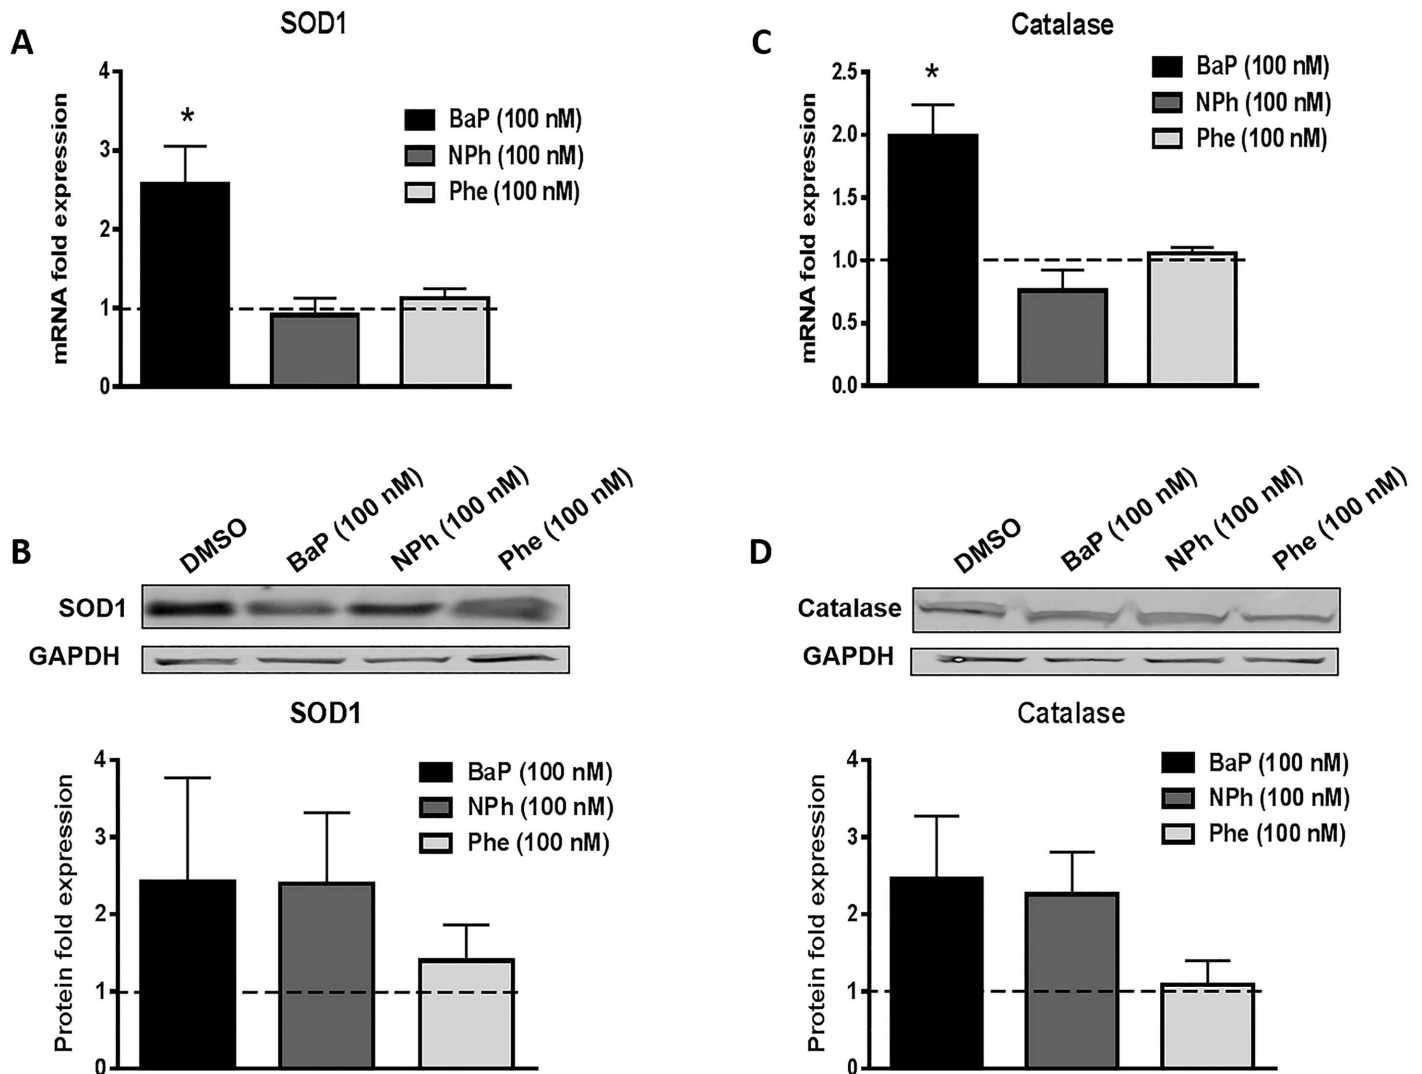 A
SOD1
mRNA fold expression
4
3
2
1
0
*
BaP (100 nM)
NPh (100 nM)
Phe (100 nM)
C
Catalase
mRNA fold expression
2.5
2.0
1.5
1.0
0.5
0.0
*
BaP (100 nM)
NPh (100 nM)
Phe (100 nM)
B
DMSO
BaP (100 nM)
NPh (100 nM)
Phe (100 nM)
SOD1
GAPDH
SOD1
Protein fold expression
4
3
2
1
0
BaP (100 nM)
NPh (100 nM)
Phe (100 nM)
D
DMSO
BaP (100 nM)
NPh (100 nM)
Phe (100 nM)
Catalase
GAPDH
Catalase
Protein fold expression
4
3
2
1
0
BaP (100 nM)
NPh (100 nM)
Phe (100 nM)